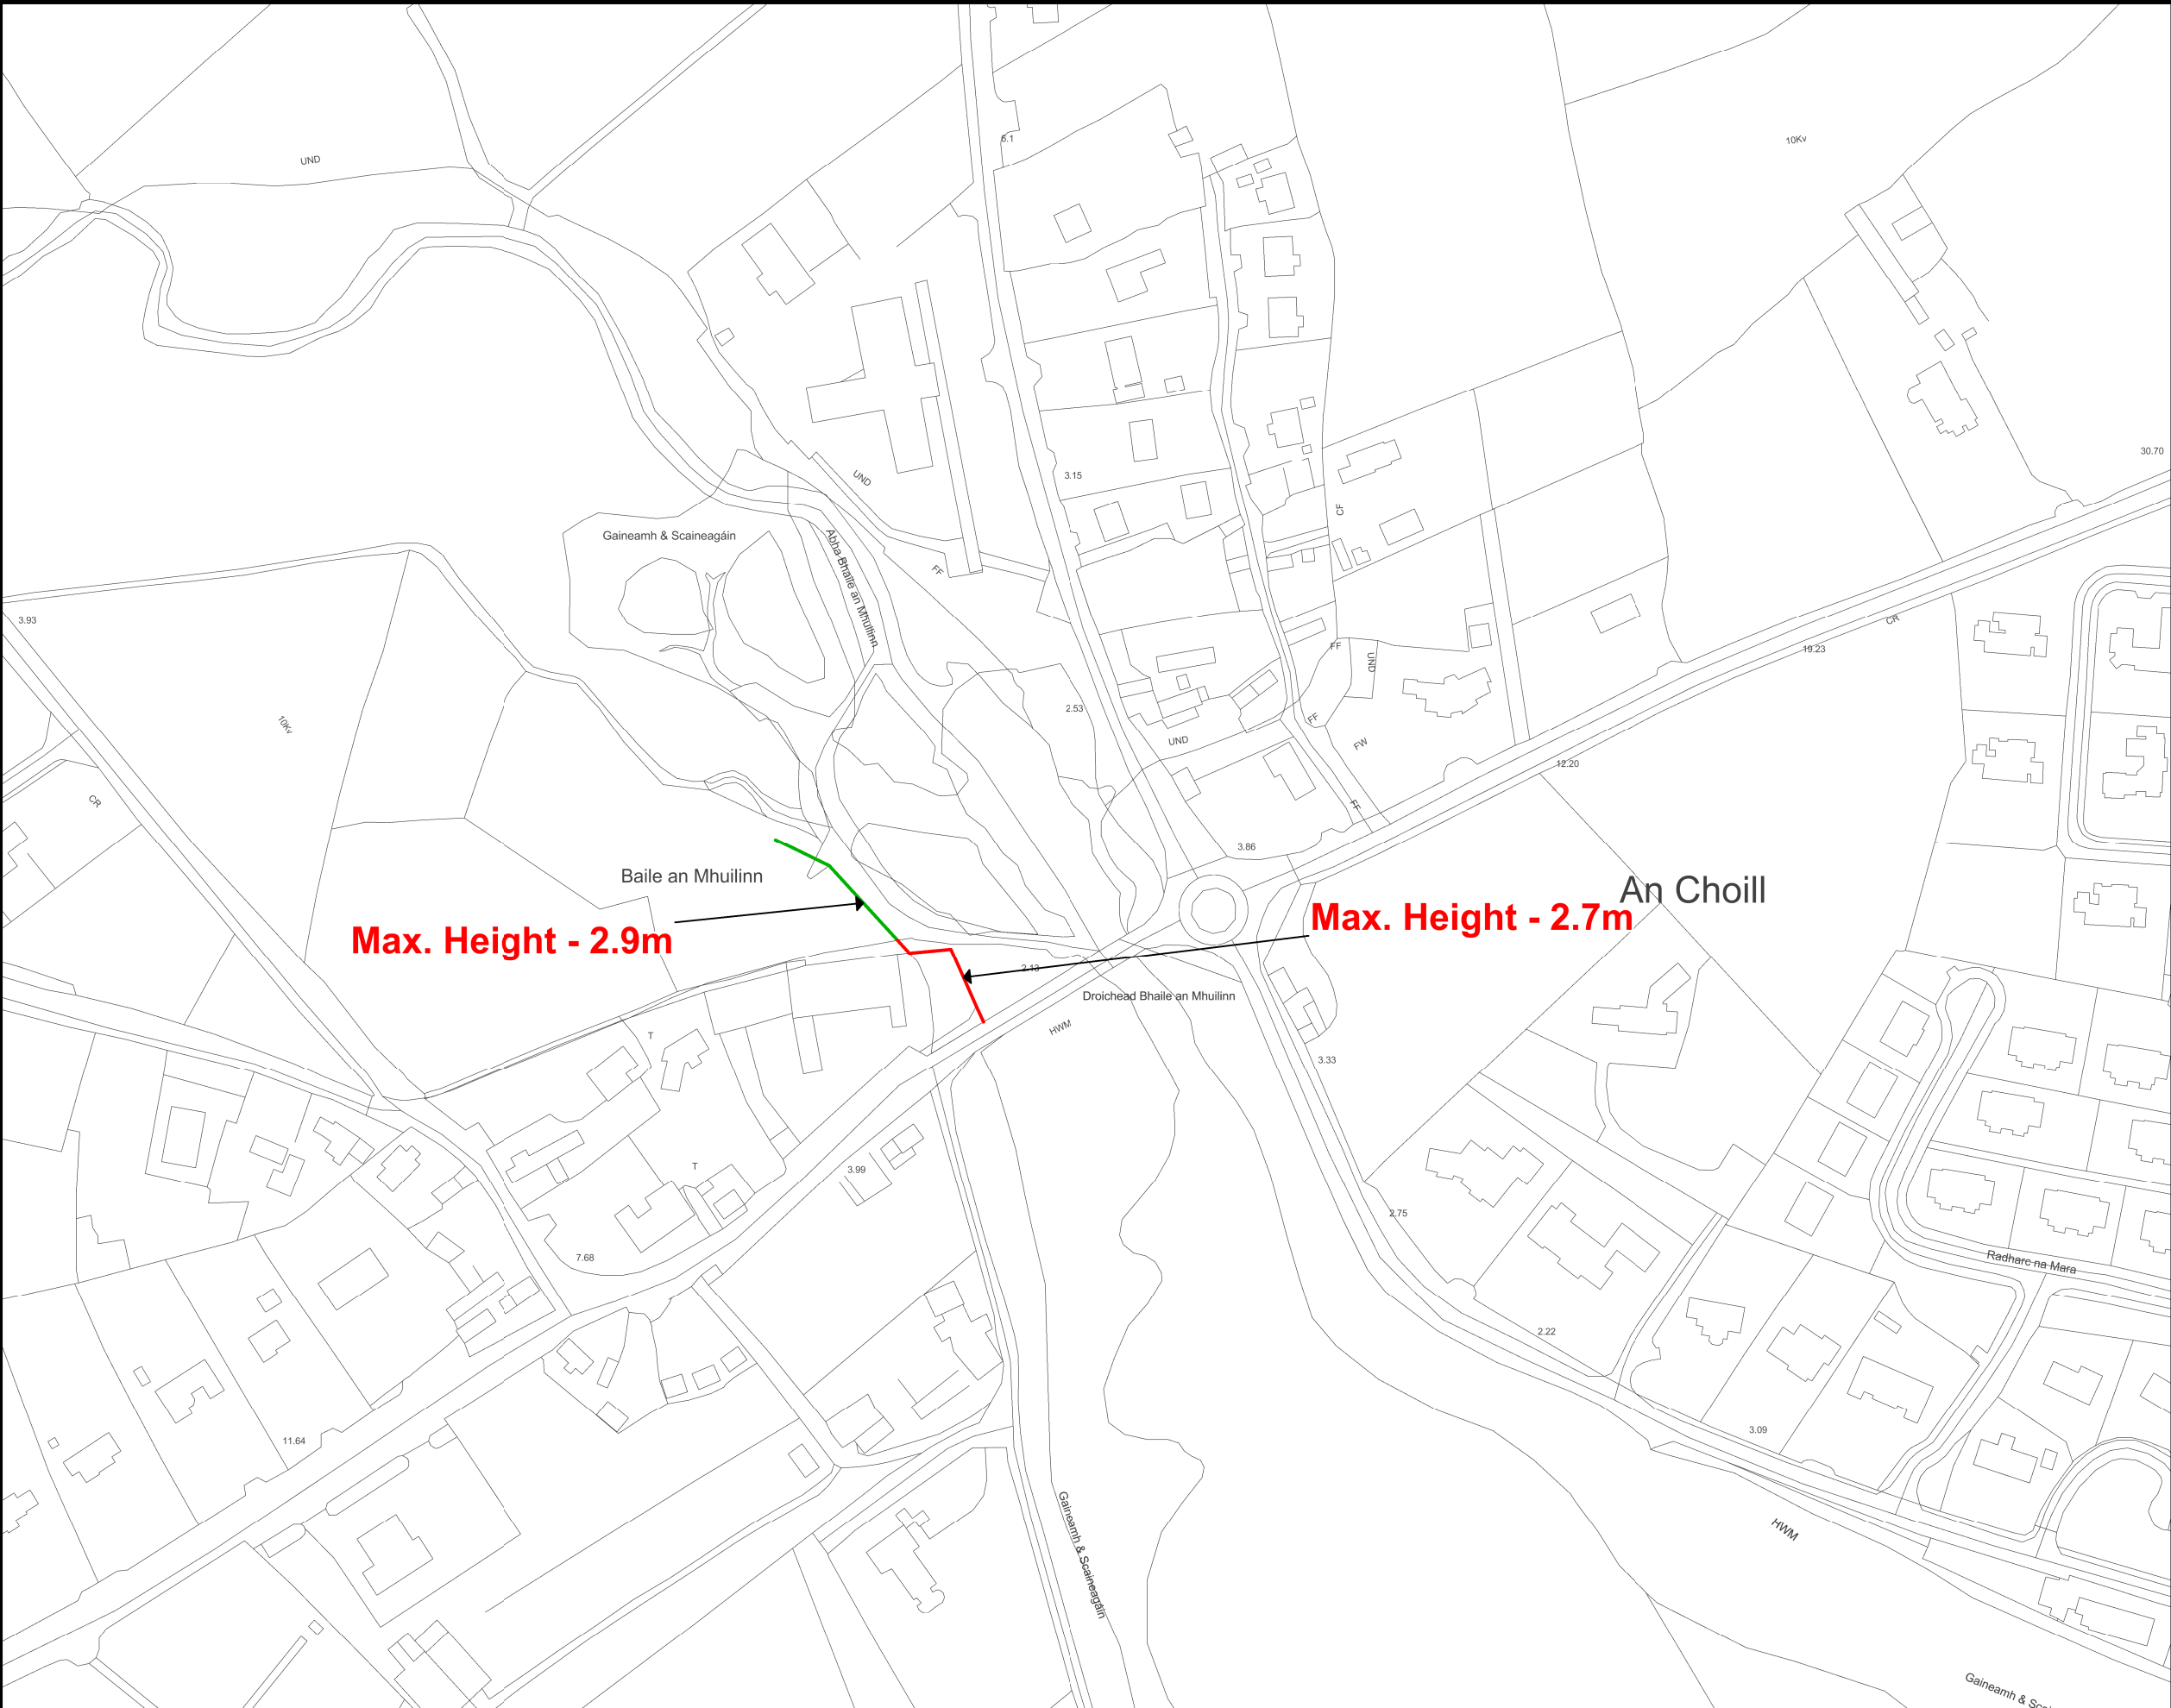 6.1
10Kv
UND
30.70
3.15
UND
CF
Gaineamh & Scaineagáin
Abha Bhaile an Mhuilinn
FF
3.93
CR
19.23
FF
UND
2.53
10Kv
FF
UND
FW
12.20
CR
FF
3.86
Baile an Mhuilinn
An Choill
Max. Height - 2.7m
Max. Height - 2.9m
2.13
Droichead Bhaile an Mhuilinn
HWM
T
3.33
T
3.99
2.75
7.68
Radharc na Mara
2.22
3.09
11.64
Gaineamh & Scaineagáin
HWM
Gaineamh &